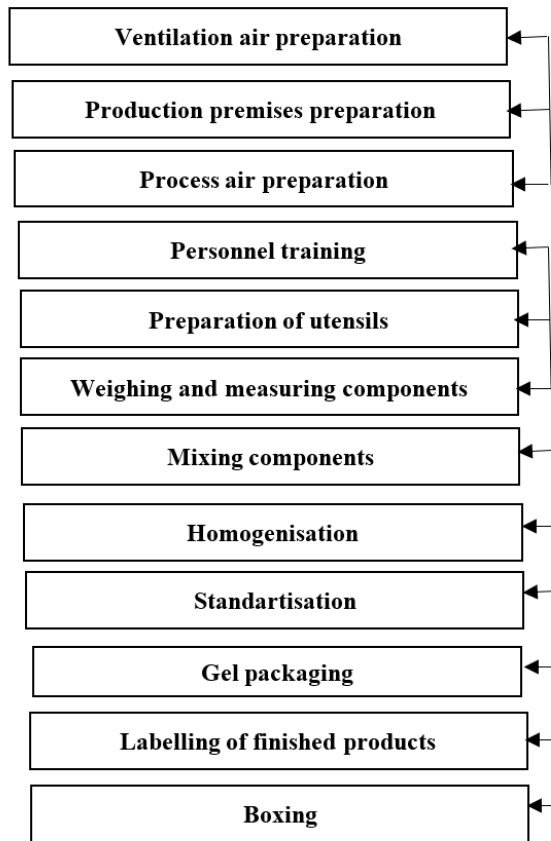 Ventilation air preparation
Production premises preparation
Process air preparation
Personnel training
Preparation of utensils
Weighing and measuring components
Mixing components
Homogenisation
Standartisation
Gel packaging
Labelling of finished products
Boxing